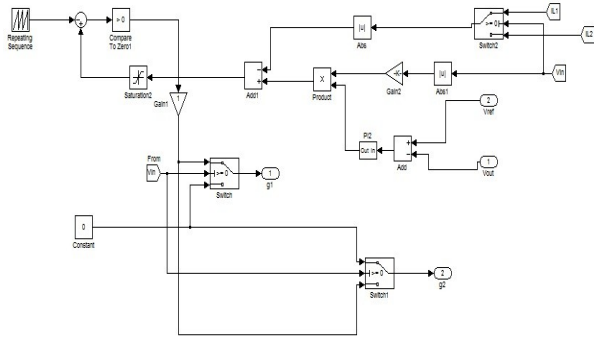 Repeating
Sequence
> 0
Compare
To Zero1
Saturation2
1
Gain1
Add1
|u|
Abs
X
Product
-K-
Gain2
|u|
Abs1
> 0
Switch2
IL1
IL2
Vin
2
Vref
Out In
PI2
Add
1
Vout
From
Vin
>= 0
Switch
1
g1
0
Constant
>= 0
Switch1
2
g2